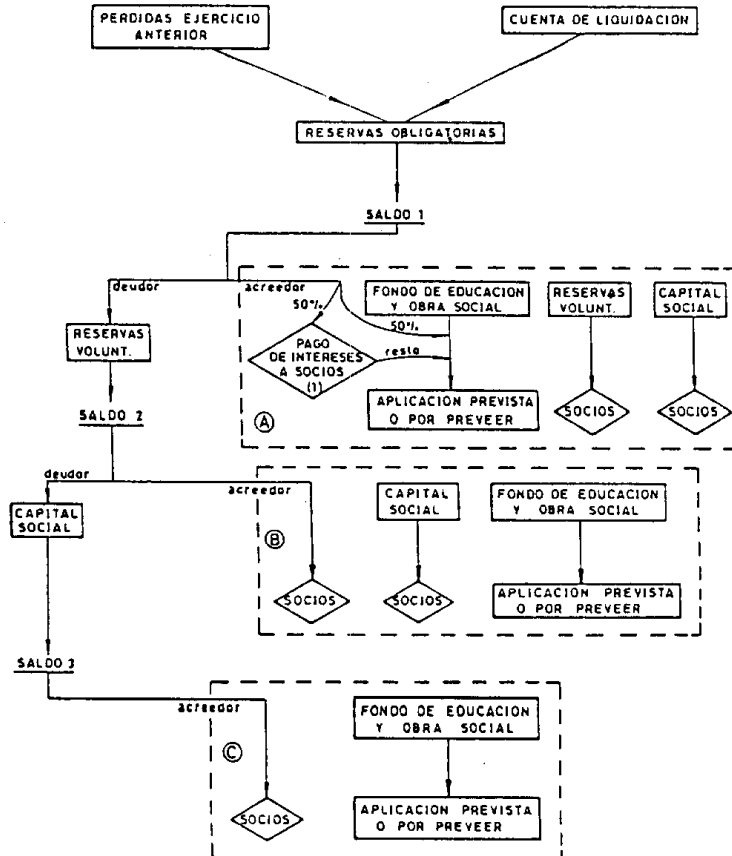 PERDIDAS EJERCICIO
ANTERIOR
CUENTA DE LIQUIDACION
RESERVAS OBLIGATORIAS
SALDO 1
deudor
acreedor
50%
50%
FONDO DE EDUCACION
Y OBRA SOCIAL
RESERVAS
VOLUNT.
CAPITAL
SOCIAL
RESERVAS
VOLUNT.
PAGO
DE INTERESES
A SOCIOS
(1)
resto
APLICACION PREVISTA
O POR PREVEER
SOCIOS
SOCIOS
A
SALDO 2
deudor
acreedor
CAPITAL
SOCIAL
B
CAPITAL
SOCIAL
FONDO DE EDUCACION
Y OBRA SOCIAL
SOCIOS
SOCIOS
APLICACION PREVISTA
O POR PREVEER
SALDO 3
acreedor
FONDO DE EDUCACION
Y OBRA SOCIAL
C
SOCIOS
APLICACION PREVISTA
O POR PREVEER